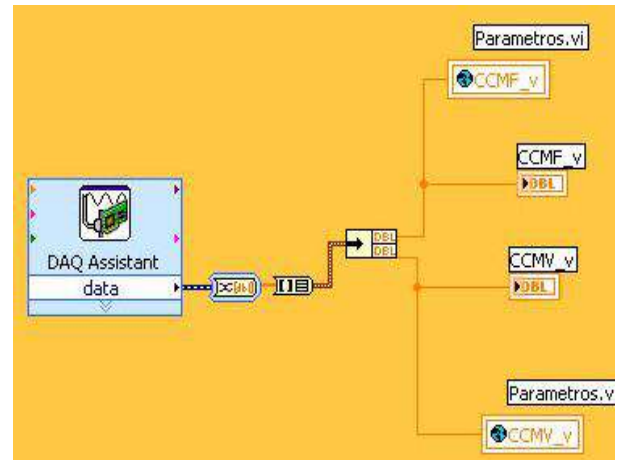 Parametros.vi
CCMF_v
CCMF_v
DBL
DAQ Assistant
data
DBL
DBL
CCMV_v
DBL
Parametros.v
CCMV_v